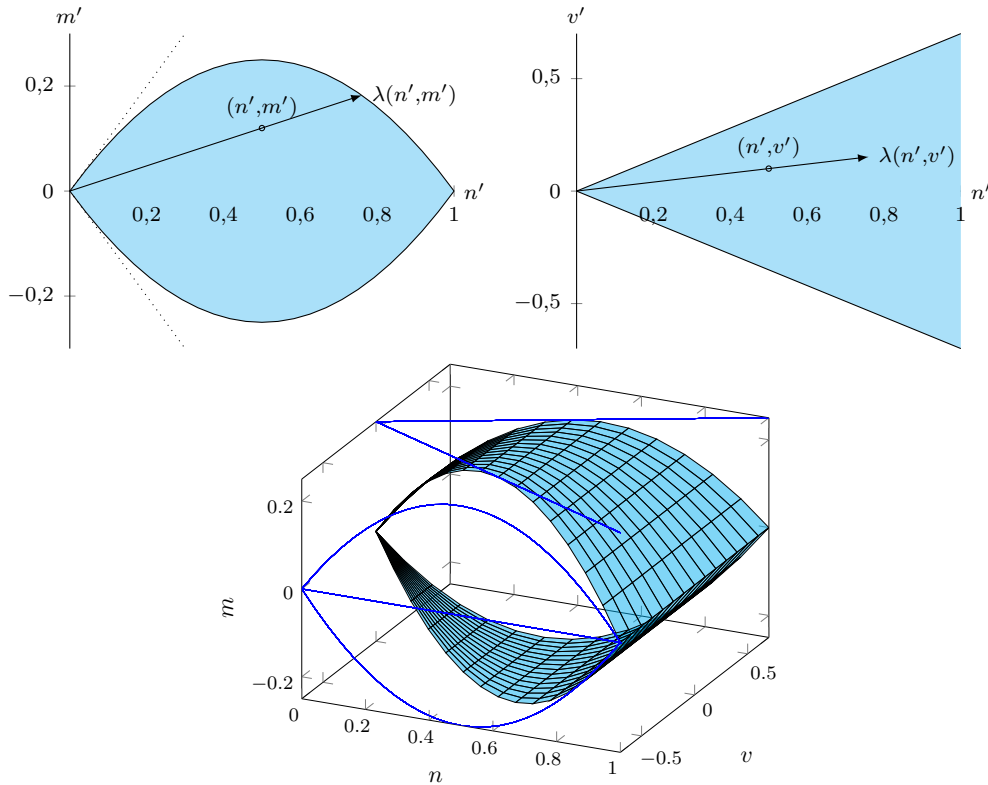 m′
0,2
0
−0,2
(n′,m′)
λ(n′,m′)
n′
0,2 0,4 0,6 0,8 1
v′
0,5
0
−0,5
(n′,v′)
λ(n′,v′)
n′
0,2 0,4 0,6 0,8 1
0.2
0
−0.2
m
0 0.2 0.4 0.6 0.8 1
n
−0.5 0 0.5
v